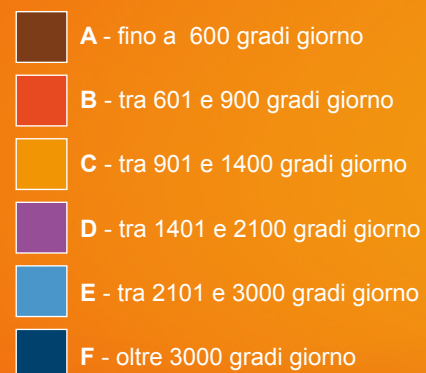 A - fino a 600 gradi giorno
B - tra 601 e 900 gradi giorno
C - tra 901 e 1400 gradi giorno
D - tra 1401 e 2100 gradi giorno
E - tra 2101 e 3000 gradi giorno
F - oltre 3000 gradi giorno